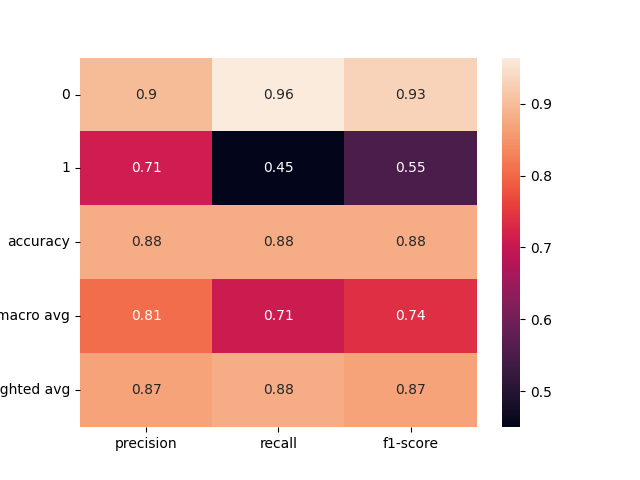 0 0.9 0.96 0.93
1 0.71 0.45 0.55
accuracy 0.88 0.88 0.88
macro avg 0.81 0.71 0.74
ghted avg 0.87 0.88 0.87
precision recall f1-score
0.9
0.8
0.7
0.6
0.5